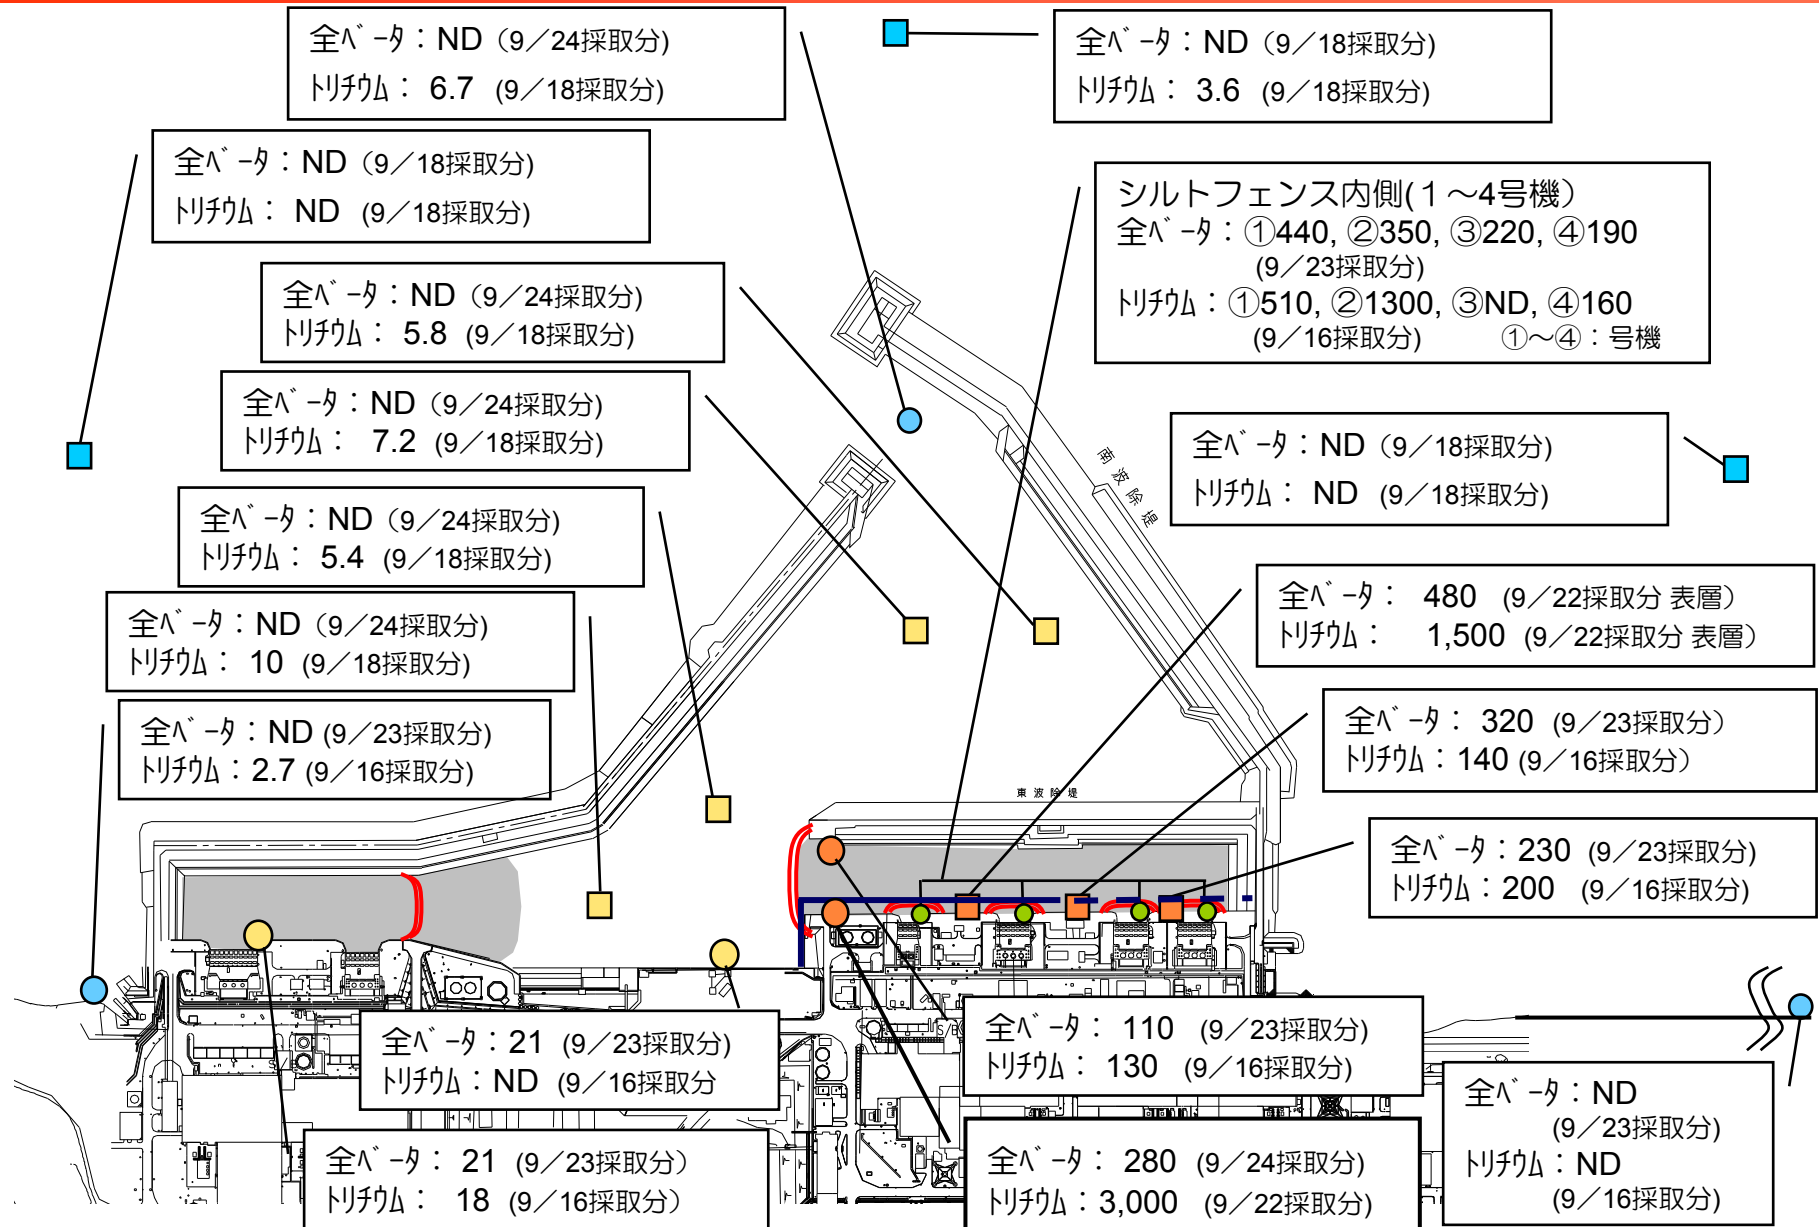 全ﾍﾞｰﾀ：ND（9／24採取分）
ﾄﾘﾁｳﾑ： 6.7 (9／18採取分)
全ﾍﾞｰﾀ：ND（9／18採取分）
ﾄﾘﾁｳﾑ： 3.6 (9／18採取分)
全ﾍﾞｰﾀ：ND（9／18採取分）
ﾄﾘﾁｳﾑ： ND (9／18採取分)
シルトフェンス内側(１～4号機）
全ﾍﾞｰﾀ：①440, ②350, ③220, ④190
(9／23採取分)
ﾄﾘﾁｳﾑ：①510, ②1300, ③ND, ④160
(9／16採取分) ①～④：号機
全ﾍﾞｰﾀ：ND（9／24採取分）
ﾄﾘﾁｳﾑ： 5.8 (9／18採取分)
全ﾍﾞｰﾀ：ND（9／24採取分）
ﾄﾘﾁｳﾑ： 7.2 (9／18採取分)
全ﾍﾞｰﾀ：ND（9／18採取分）
ﾄﾘﾁｳﾑ： ND (9／18採取分)
南波除堤
全ﾍﾞｰﾀ：ND（9／24採取分）
ﾄﾘﾁｳﾑ： 5.4 (9／18採取分)
全ﾍﾞｰﾀ： 480 (9／22採取分 表層）
ﾄﾘﾁｳﾑ： 1,500 (9／22採取分 表層）
全ﾍﾞｰﾀ：ND（9／24採取分）
ﾄﾘﾁｳﾑ： 10 (9／18採取分)
全ﾍﾞｰﾀ：ND (9／23採取分)
ﾄﾘﾁｳﾑ：2.7 (9／16採取分)
全ﾍﾞｰﾀ： 320 (9／23採取分）
ﾄﾘﾁｳﾑ：140 (9／16採取分）
東波除堤
全ﾍﾞｰﾀ：230 (9／23採取分)
ﾄﾘﾁｳﾑ：200 (9／16採取分)
全ﾍﾞｰﾀ：21 (9／23採取分)
ﾄﾘﾁｳﾑ：ND (9／16採取分
S/B
全ﾍﾞｰﾀ： 110 (9／23採取分)
ﾄﾘﾁｳﾑ： 130 (9／16採取分)
全ﾍﾞｰﾀ：ND
(9／23採取分)
ﾄﾘﾁｳﾑ：ND
(9／16採取分)
全ﾍﾞｰﾀ： 21 (9／23採取分）
ﾄﾘﾁｳﾑ： 18 (9／16採取分）
全ﾍﾞｰﾀ： 280 (9／24採取分)
ﾄﾘﾁｳﾑ：3,000 (9／22採取分)